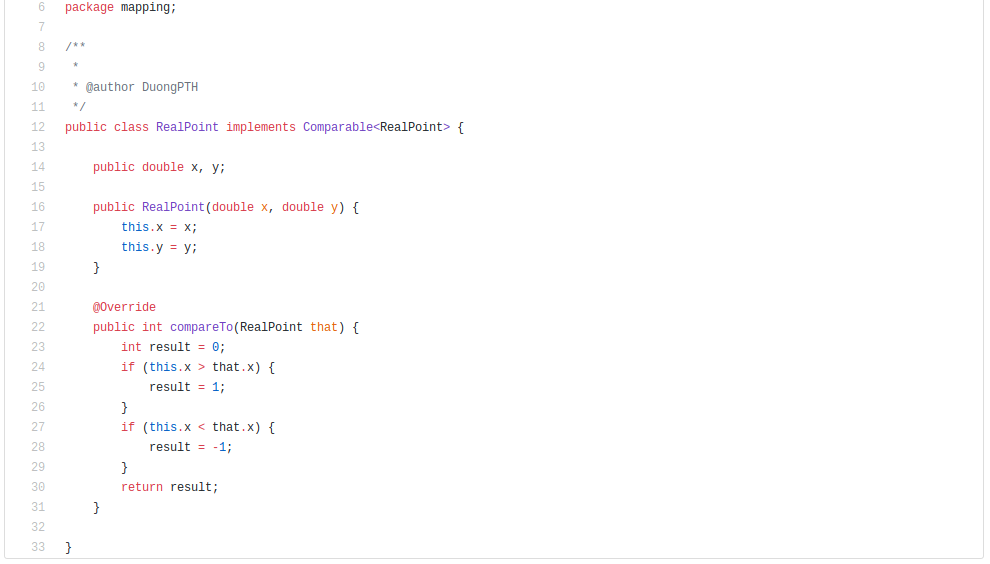 6 package mapping;
7
8 /**
9  *
10  * @author DuongPTH
11  */
12 public class RealPoint implements Comparable<RealPoint> {
13
14     public double x, y;
15
16     public RealPoint(double x, double y) {
17         this.x = x;
18         this.y = y;
19     }
20
21     @Override
22     public int compareTo(RealPoint that) {
23         int result = 0;
24         if (this.x > that.x) {
25             result = 1;
26         }
27         if (this.x < that.x) {
28             result = -1;
29         }
30         return result;
31     }
32
33 }